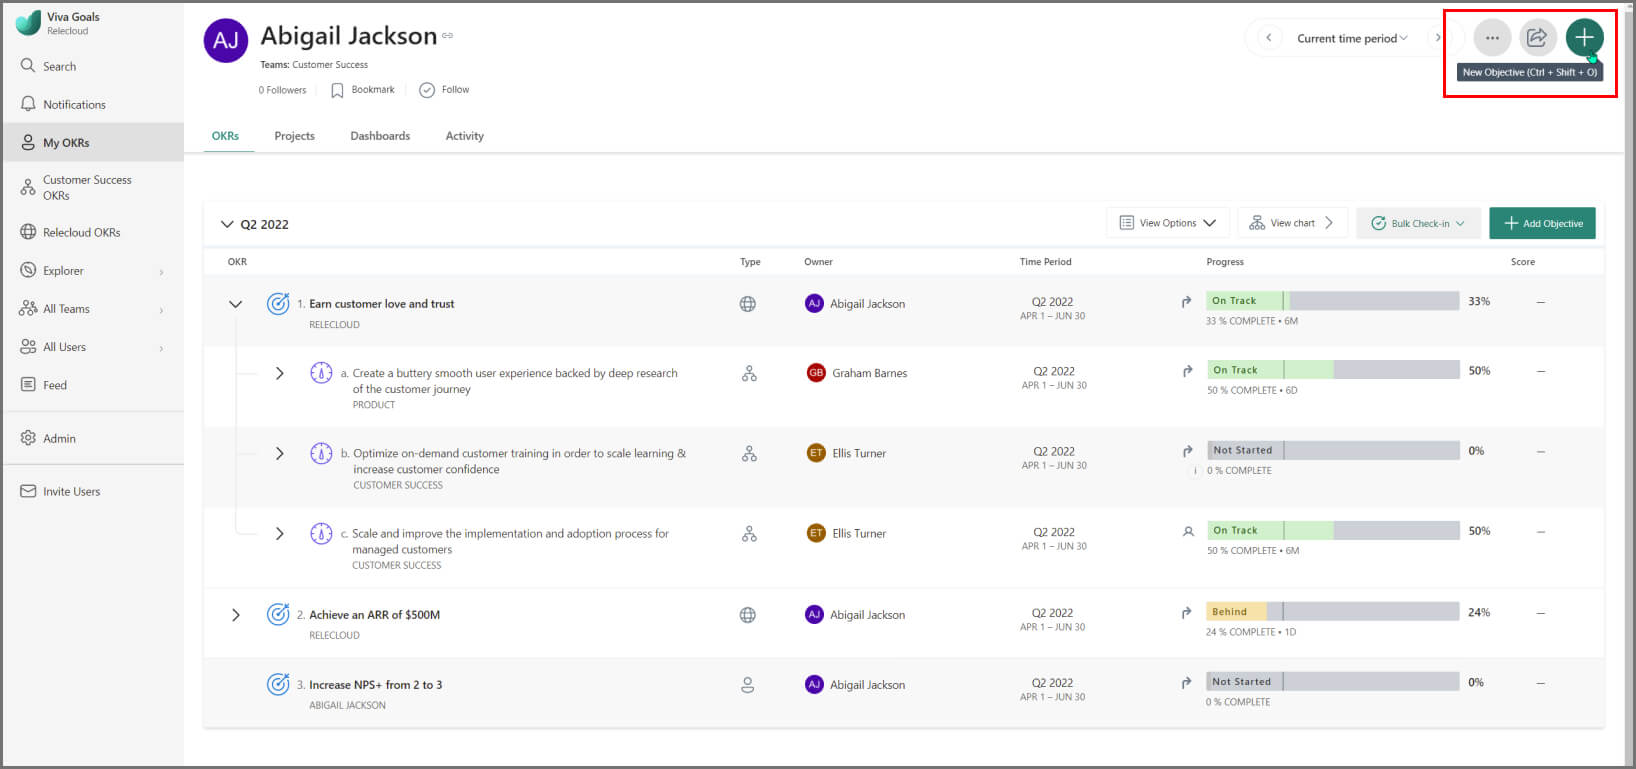 Viva Goals
Relecloud
Search
Notifications
My OKRs
Customer Success
OKRs
Relecloud OKRs
Explorer
All Teams
All Users
Feed
Admin
Invite Users
AJ
Abigail Jackson
Teams: Customer Success
0 Followers
Bookmark
Follow
Current time period
New Objective (Ctrl + Shift + O)
OKRs
Projects
Dashboards
Activity
Q2 2022
View Options
View chart
Bulk Check-in
Add Objective
OKR
Type
Owner
Time Period
Progress
Score
1. Earn customer love and trust
RELECLOUD
AJ Abigail Jackson
Q2 2022
APR 1 – JUN 30
On Track
33%
—
33 % COMPLETE • 6M
a. Create a buttery smooth user experience backed by deep research
of the customer journey
PRODUCT
GB Graham Barnes
Q2 2022
APR 1 – JUN 30
On Track
50%
—
50 % COMPLETE • 6D
b. Optimize on-demand customer training in order to scale learning &
increase customer confidence
CUSTOMER SUCCESS
ET Ellis Turner
Q2 2022
APR 1 – JUN 30
Not Started
0%
—
i 0 % COMPLETE
c. Scale and improve the implementation and adoption process for
managed customers
CUSTOMER SUCCESS
ET Ellis Turner
Q2 2022
APR 1 – JUN 30
On Track
50%
—
50 % COMPLETE • 6M
2. Achieve an ARR of $500M
RELECLOUD
AJ Abigail Jackson
Q2 2022
APR 1 – JUN 30
Behind
24%
—
24 % COMPLETE • 1D
3. Increase NPS+ from 2 to 3
ABIGAIL JACKSON
AJ Abigail Jackson
Q2 2022
APR 1 – JUN 30
Not Started
0%
—
0 % COMPLETE